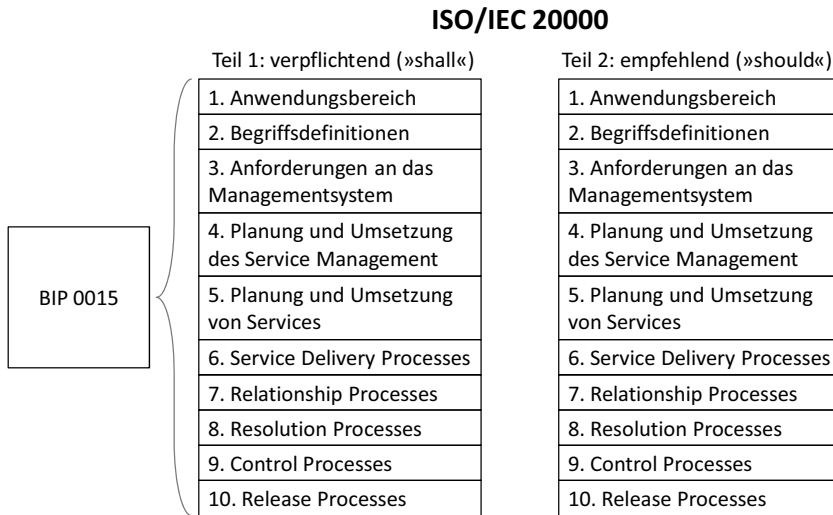 ISO/IEC 20000
Teil 1: verpflichtend (»shall«)
1. Anwendungsbereich
2. Begriffsdefinitionen
3. Anforderungen an das
Managementsystem
4. Planung und Umsetzung
des Service Management
5. Planung und Umsetzung
von Services
6. Service Delivery Processes
7. Relationship Processes
8. Resolution Processes
9. Control Processes
10. Release Processes
BIP 0015
Teil 2: empfehlend (»should«)
1. Anwendungsbereich
2. Begriffsdefinitionen
3. Anforderungen an das
Managementsystem
4. Planung und Umsetzung
des Service Management
5. Planung und Umsetzung
von Services
6. Service Delivery Processes
7. Relationship Processes
8. Resolution Processes
9. Control Processes
10. Release Processes